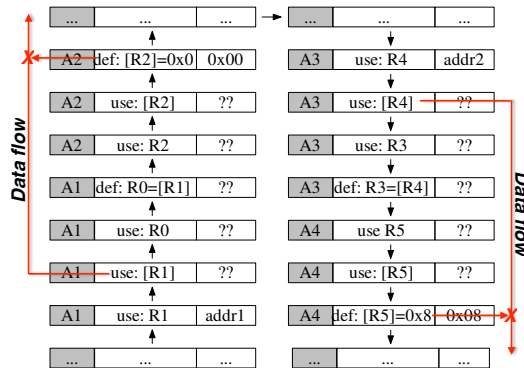 ... ... ...
A2 def: [R2]=0x0 0x00
A2 use: [R2] ??
A2 use: R2 ??
A1 def: R0=[R1] ??
A1 use: R0 ??
A1 use: [R1] ??
A1 use: R1 addr1
... ... ...
X
Data flow
... ... ...
A3 use: R4 addr2
A3 use: [R4] ??
A3 use: R3 ??
A3 def: R3=[R4] ??
A4 use R5 ??
A4 use: [R5] ??
A4 def: [R5]=0x8 0x08
... ... ...
X
Data flow